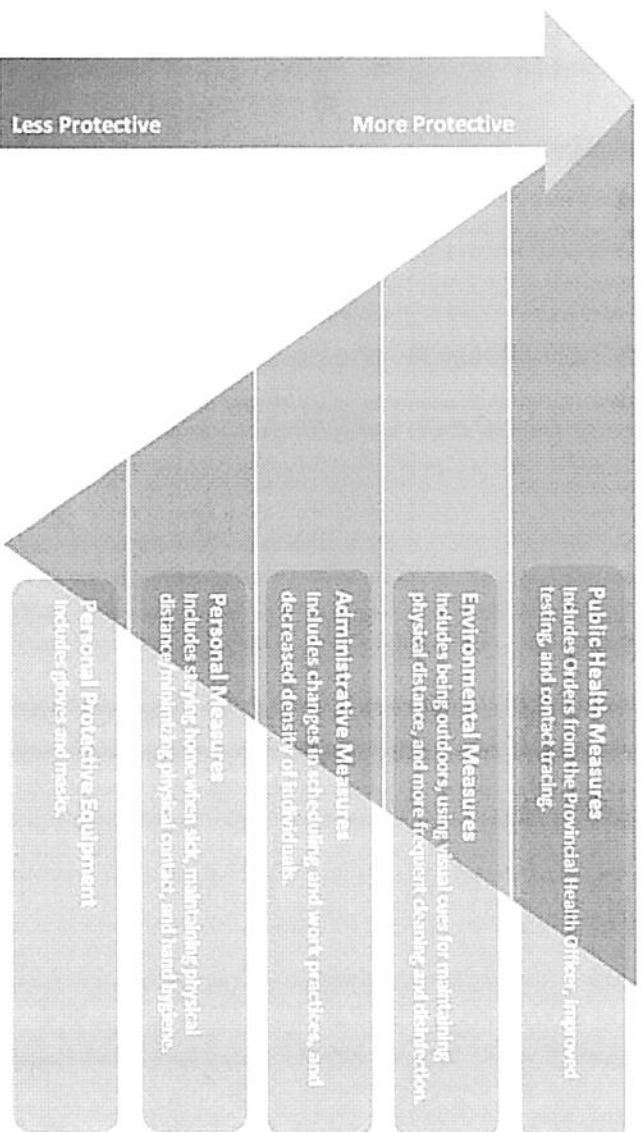 Less Protective
More Protective
Public Health Measures
Includes Orders from the Provincial Health Officer, improved
testing, and contact tracing.
Environmental Measures
Includes being outdoors, using visual cues for maintaining
physical distance, and more frequent cleaning and disinfection.
Administrative Measures
Includes changes in scheduling and work practices, and
decreased density of individuals.
Personal Measures
Includes staying home when sick, maintaining physical
distance/minimizing physical contact, and hand hygiene.
Personal Protective Equipment
Includes gloves and masks.